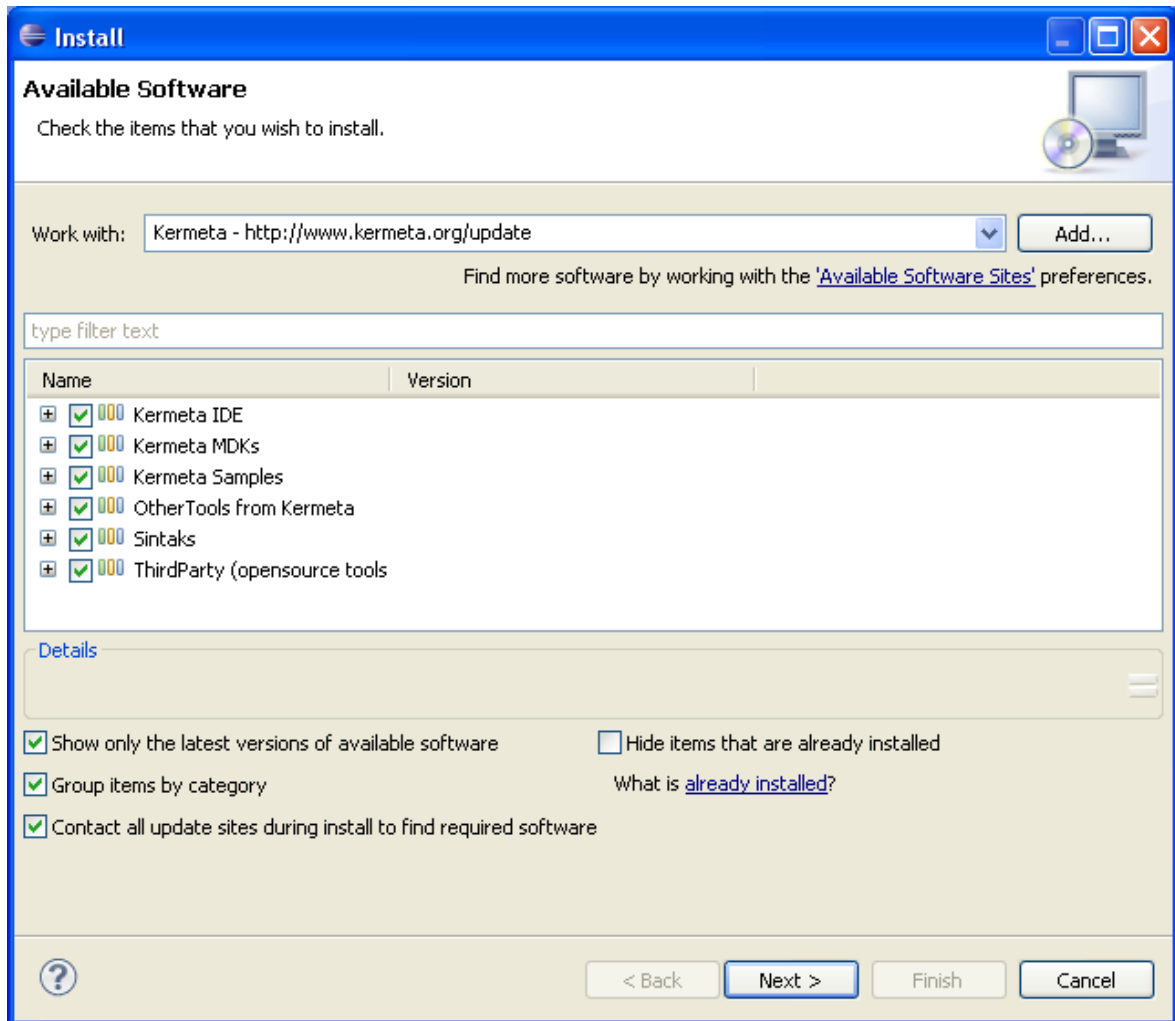 Install
Available Software
Check the items that you wish to install.
Work with: Kermeta - http://www.kermeta.org/update Add...
Find more software by working with the 'Available Software Sites' preferences.
type filter text
Name Version
Kermeta IDE
Kermeta MDKs
Kermeta Samples
OtherTools from Kermeta
Sintaks
ThirdParty (opensource tools
Details
Show only the latest versions of available software Hide items that are already installed
Group items by category What is already installed?
Contact all update sites during install to find required software
? < Back Next > Finish Cancel